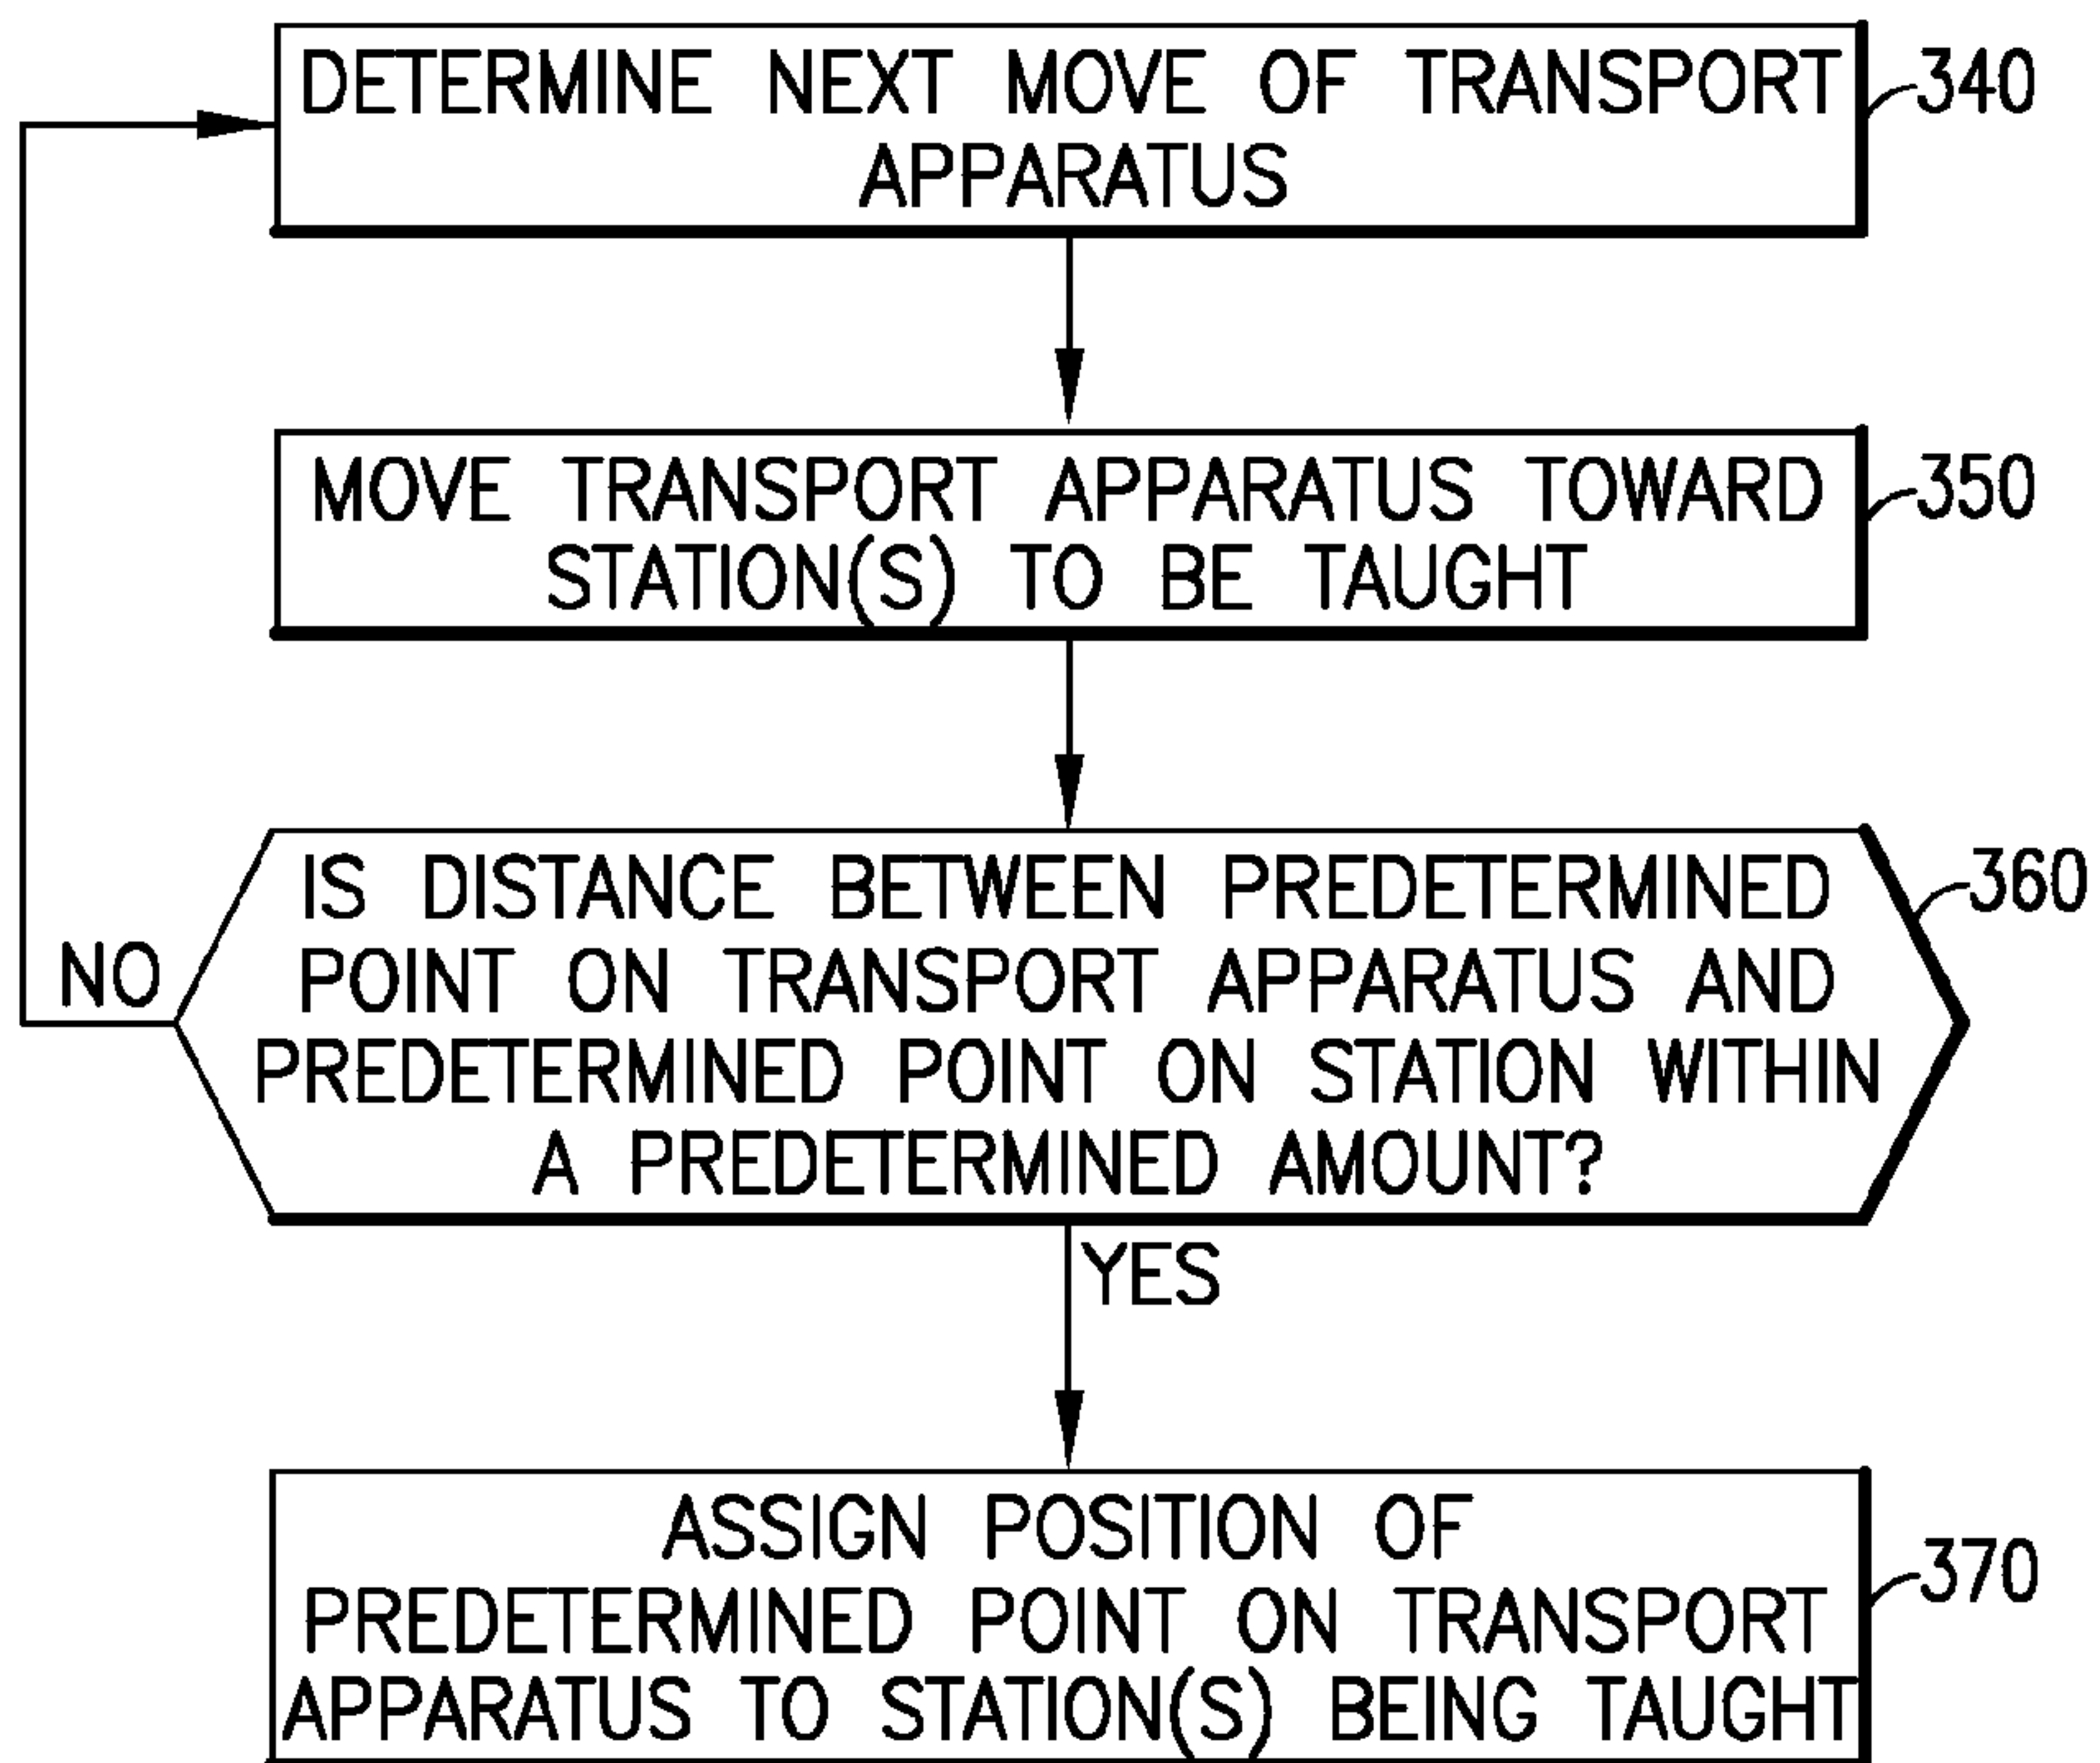 DETERMINE NEXT MOVE OF TRANSPORT
APPARATUS
340
MOVE TRANSPORT APPARATUS TOWARD
STATION(S) TO BE TAUGHT
350
IS DISTANCE BETWEEN PREDETERMINED
POINT ON TRANSPORT APPARATUS AND
PREDETERMINED POINT ON STATION WITHIN
A PREDETERMINED AMOUNT?
360
NO
YES
ASSIGN POSITION OF
PREDETERMINED POINT ON TRANSPORT
APPARATUS TO STATION(S) BEING TAUGHT
370